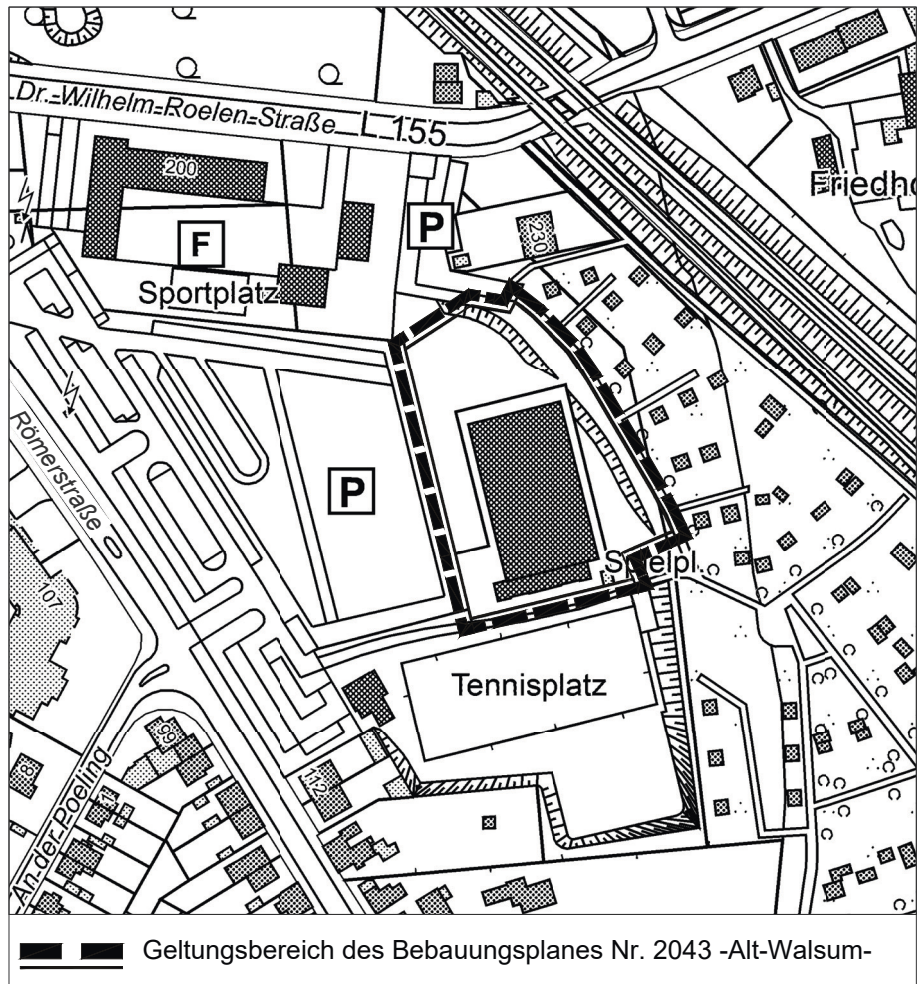 Dr.-Wilhelm-Roelen-Straße L 155
200
F
P
230
Friedho
Sportplatz
Römerstraße
P
107
Spielpl.
Tennisplatz
99
112
8
An der Poeling
Geltungsbereich des Bebauungsplanes Nr. 2043 -Alt-Walsum-